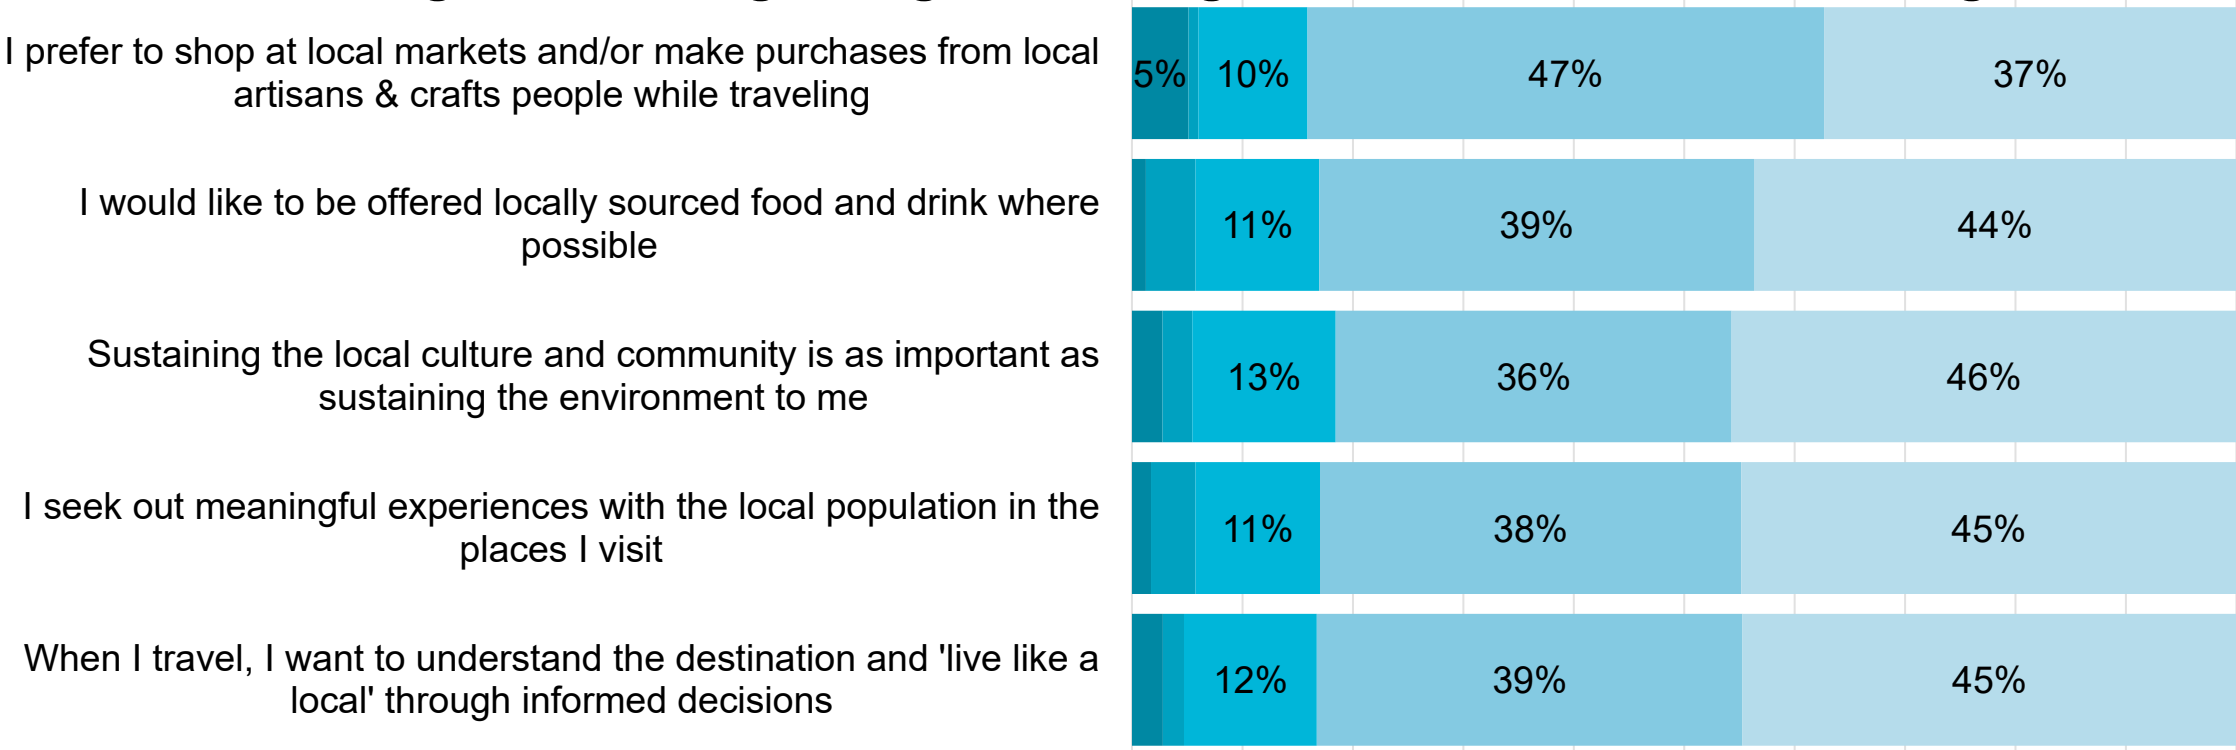 I prefer to shop at local markets and/or make purchases from local
artisans & crafts people while traveling
5% 10% 47% 37%
I would like to be offered locally sourced food and drink where
possible
11% 39% 44%
Sustaining the local culture and community is as important as
sustaining the environment to me
13% 36% 46%
I seek out meaningful experiences with the local population in the
places I visit
11% 38% 45%
When I travel, I want to understand the destination and 'live like a
local' through informed decisions
12% 39% 45%